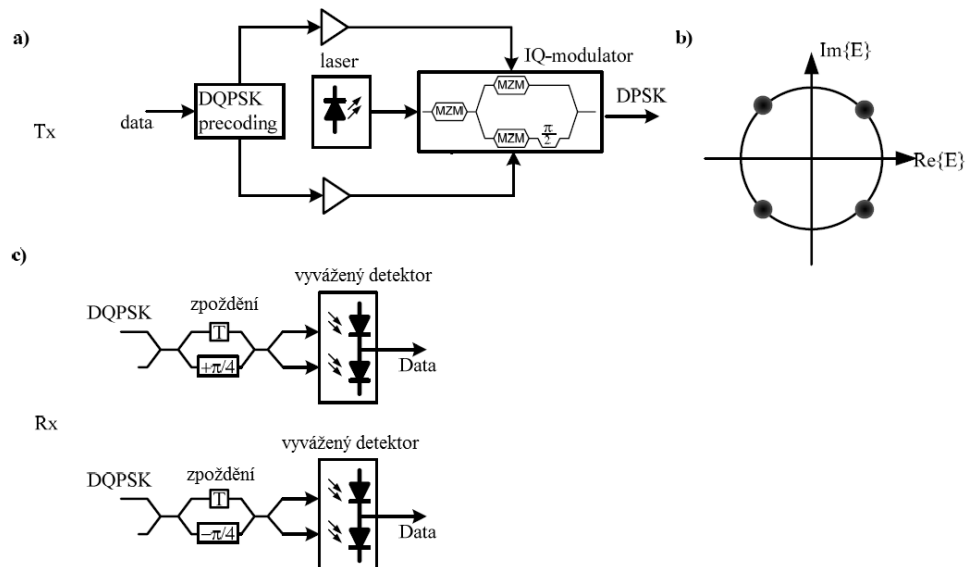 a)
b)
laser
IQ-modulator
Im{E}
MZM
DQPSK
precoding
data
MZM
DPSK
Tx
MZM
π/2
Re{E}
c)
vyvážený detektor
DQPSK
zpoždění
T
+π/4
Data
Rx
vyvážený detektor
DQPSK
zpoždění
T
−π/4
Data